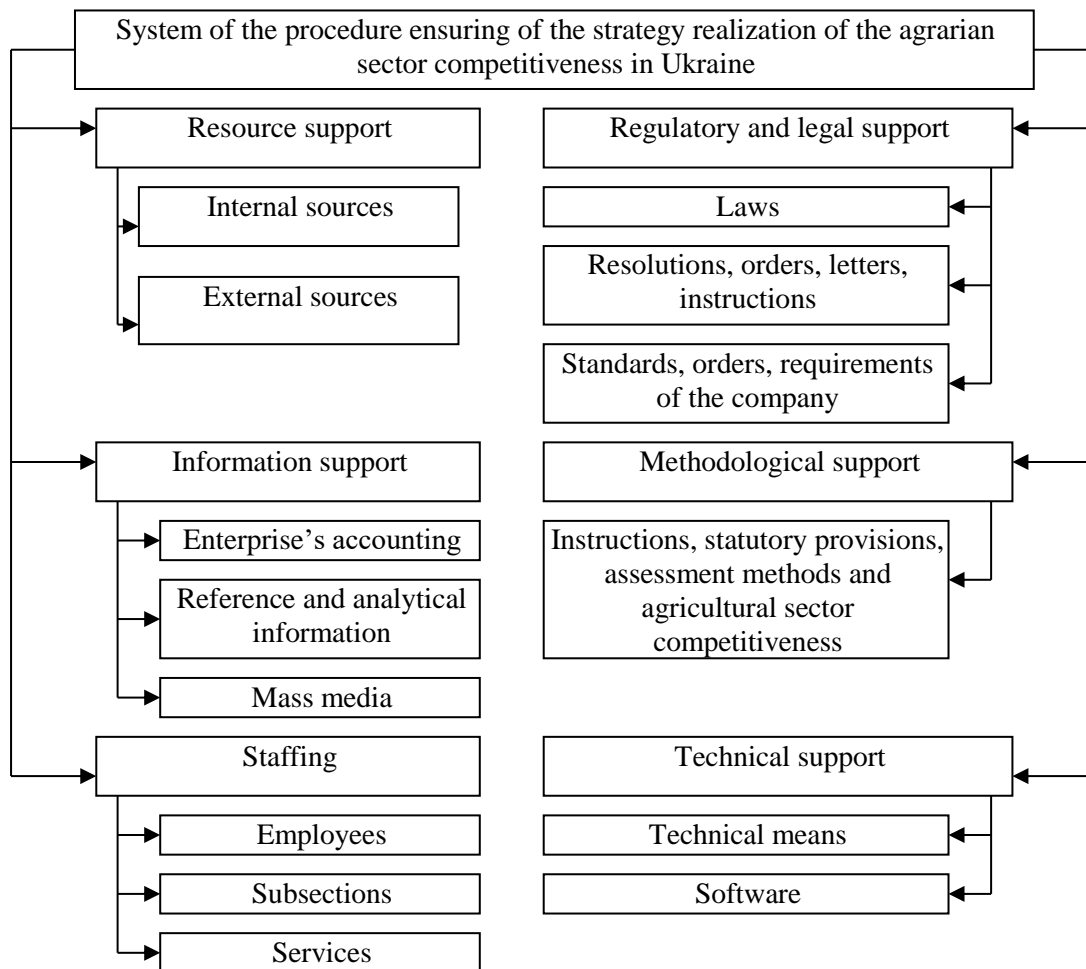 System of the procedure ensuring of the strategy realization of the agrarian
sector competitiveness in Ukraine
Resource support
Internal sources
External sources
Regulatory and legal support
Laws
Resolutions, orders, letters,
instructions
Standards, orders, requirements
of the company
Information support
Enterprise’s accounting
Reference and analytical
information
Mass media
Methodological support
Instructions, statutory provisions,
assessment methods and
agricultural sector
competitiveness
Staffing
Employees
Subsections
Services
Technical support
Technical means
Software